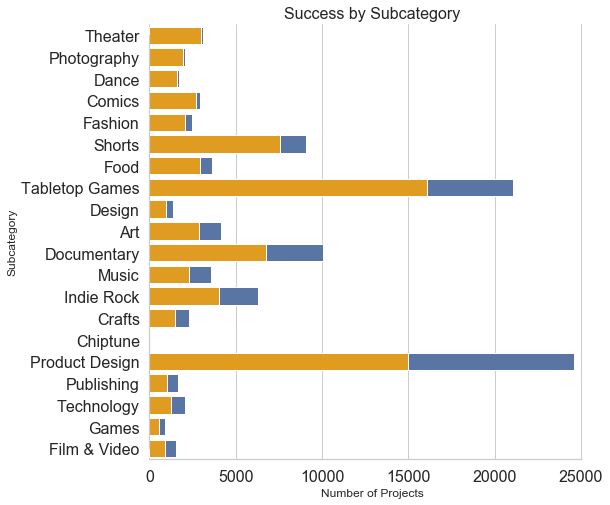 Success by Subcategory
Theater
Photography
Dance
Comics
Fashion
Shorts
Food
Tabletop Games
Design
Art
Documentary
Music
Indie Rock
Crafts
Chiptune
Product Design
Publishing
Technology
Games
Film & Video
Subcategory
0 5000 10000 15000 20000 25000
Number of Projects